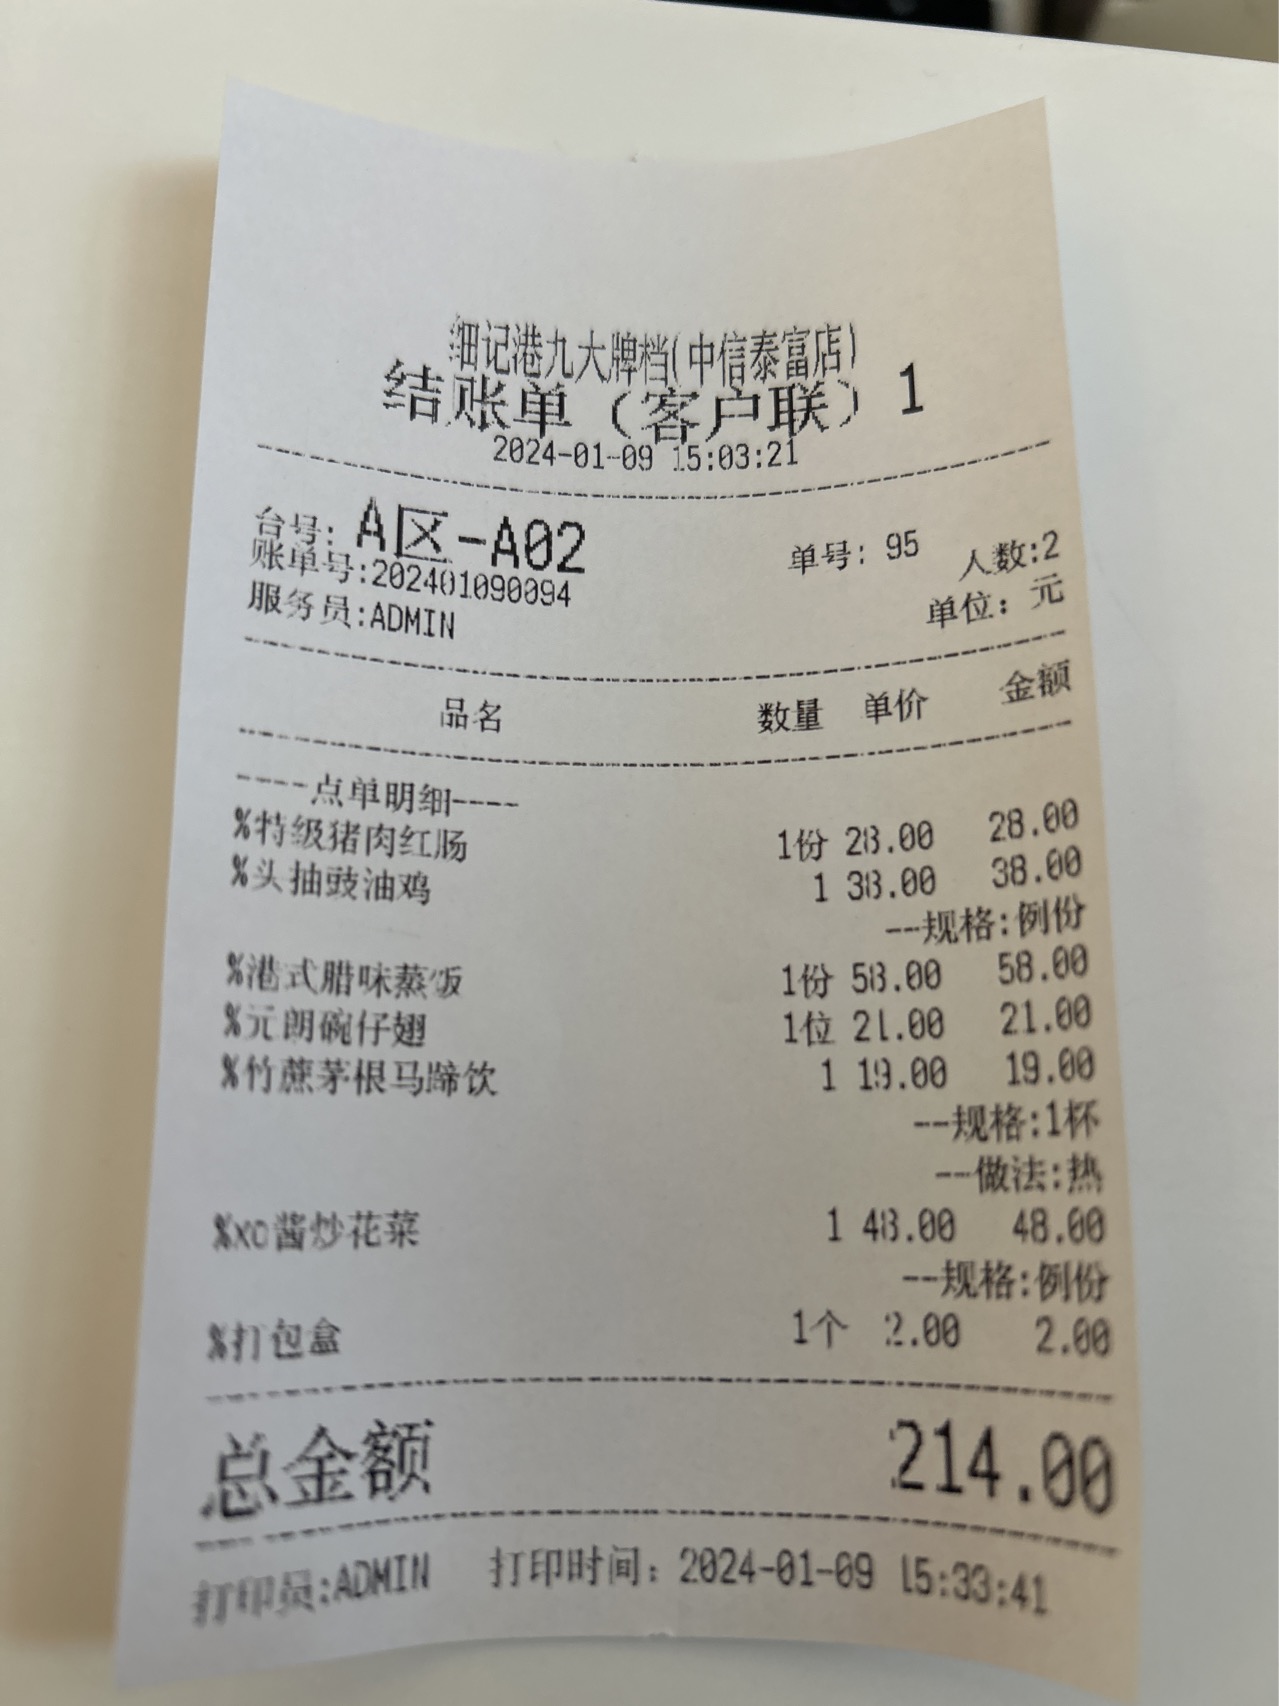 细记港九大牌档(中信泰富店)
结账单（客户联）1
2024-01-09 15:03:21
台号: A区-A02 单号: 95
账单号:202401090094 人数:2
服务员:ADMIN 单位: 元
品名 数量 单价 金额
----点单明细----
%特级猪肉红肠 1份 28.00 28.00
%头抽豉油鸡 1 38.00 38.00
--规格:例份
%港式腊味蒸饭 1份 58.00 58.00
%元朗碗仔翅 1位 21.00 21.00
%竹蔗茅根马蹄饮 1 19.00 19.00
--规格:1杯
--做法:热
%xo酱炒花菜 1 48.00 48.00
--规格:例份
%打包盒 1个 2.00 2.00
总金额 214.00
打印员:ADMIN 打印时间: 2024-01-09 15:33:41